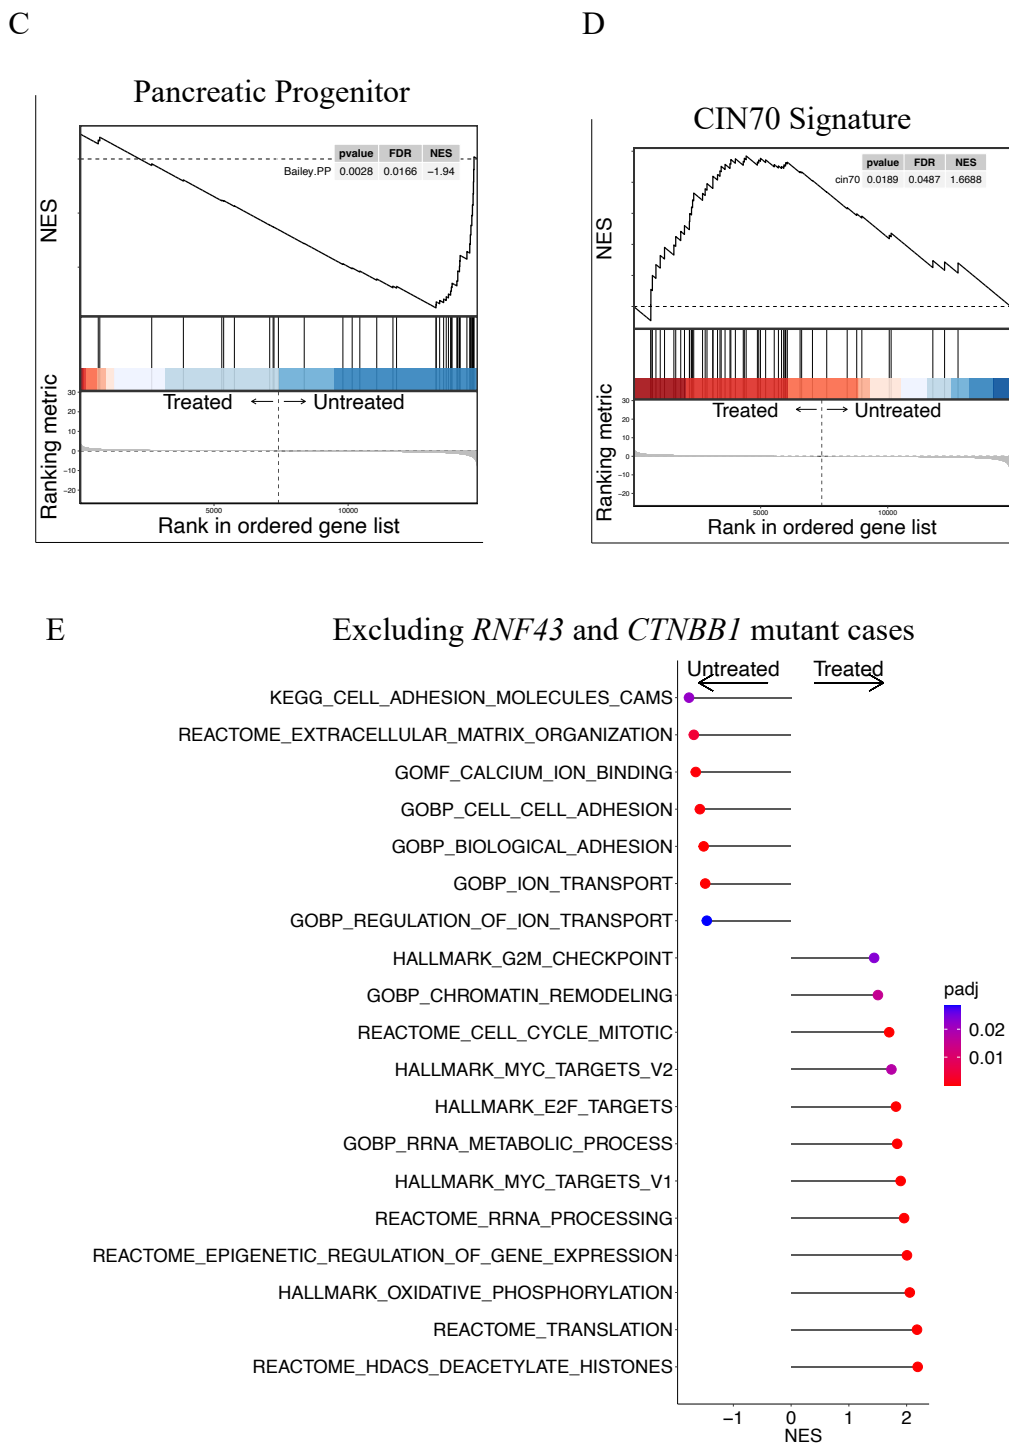 C
Pancreatic Progenitor
pvalue FDR NES
Bailey.PP 0.0028 0.0166 −1.94
NES
Treated ← → Untreated
Ranking metric
30
20
10
0
−10
−20
5000 10000
Rank in ordered gene list
D
CIN70 Signature
pvalue FDR NES
cin70 0.0189 0.0487 1.6688
NES
Treated ← → Untreated
Ranking metric
30
20
10
0
−10
−20
5000 10000
Rank in ordered gene list
E
Excluding RNF43 and CTNBB1 mutant cases
Untreated Treated
KEGG_CELL_ADHESION_MOLECULES_CAMS
REACTOME_EXTRACELLULAR_MATRIX_ORGANIZATION
GOMF_CALCIUM_ION_BINDING
GOBP_CELL_CELL_ADHESION
GOBP_BIOLOGICAL_ADHESION
GOBP_ION_TRANSPORT
GOBP_REGULATION_OF_ION_TRANSPORT
HALLMARK_G2M_CHECKPOINT
GOBP_CHROMATIN_REMODELING
REACTOME_CELL_CYCLE_MITOTIC
HALLMARK_MYC_TARGETS_V2
HALLMARK_E2F_TARGETS
GOBP_RRNA_METABOLIC_PROCESS
HALLMARK_MYC_TARGETS_V1
REACTOME_RRNA_PROCESSING
REACTOME_EPIGENETIC_REGULATION_OF_GENE_EXPRESSION
HALLMARK_OXIDATIVE_PHOSPHORYLATION
REACTOME_TRANSLATION
REACTOME_HDACS_DEACETYLATE_HISTONES
padj
0.02
0.01
−1 0 1 2
NES